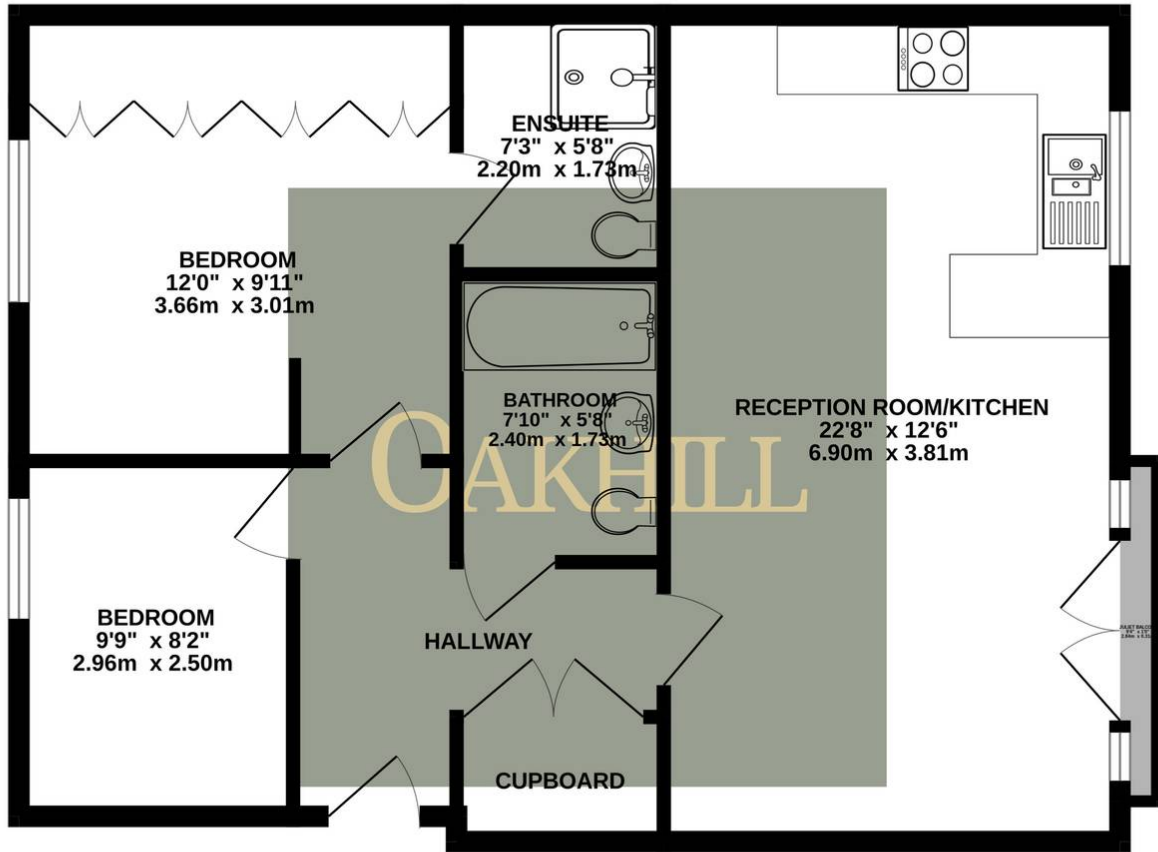 ENSUITE
7'3" x 5'8"
2.20m x 1.73m
BEDROOM
12'0" x 9'11"
3.66m x 3.01m
BATHROOM
7'10" x 5'8"
2.40m x 1.73m
RECEPTION ROOM/KITCHEN
22'8" x 12'6"
6.90m x 3.81m
OAKHILL
BEDROOM
9'9" x 8'2"
2.96m x 2.50m
HALLWAY
CUPBOARD